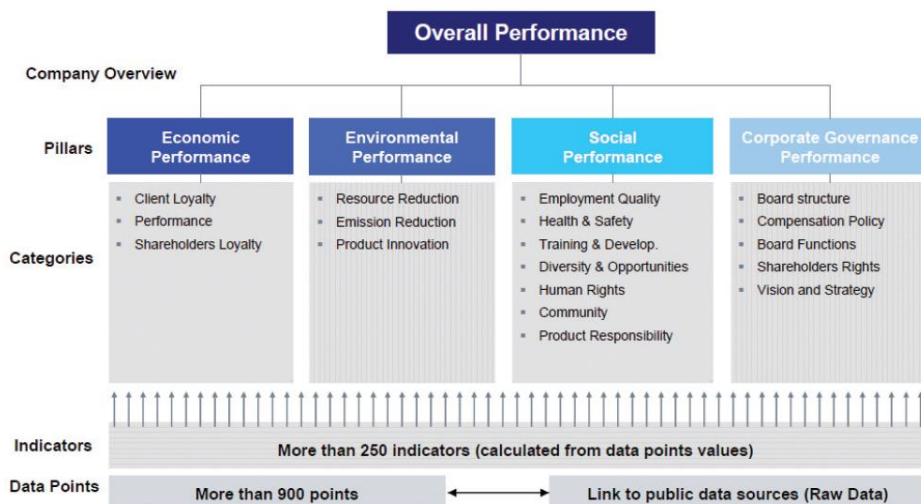 Overall Performance
Company Overview
Pillars
Economic
Performance
Environmental
Performance
Social
Performance
Corporate Governance
Performance
Categories
Client Loyalty
Performance
Shareholders Loyalty
Resource Reduction
Emission Reduction
Product Innovation
Employment Quality
Health & Safety
Training & Develop.
Diversity & Opportunities
Human Rights
Community
Product Responsibility
Board structure
Compensation Policy
Board Functions
Shareholders Rights
Vision and Strategy
Indicators
More than 250 indicators (calculated from data points values)
Data Points
More than 900 points
Link to public data sources (Raw Data)